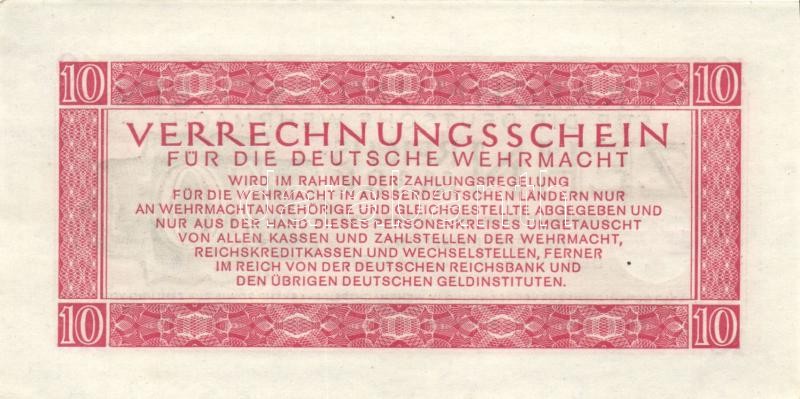 10 10
VERRECHNUNGSSCHEIN
FÜR DIE DEUTSCHE WEHRMACHT
WIRD IM RAHMEN DER ZAHLUNGSREGELUNG
FÜR DIE WEHRMACHT IN AUSSERDEUTSCHEN LÄNDERN NUR
AN WEHRMACHTANGEHÖRIGE UND GLEICHGESTELLTE ABGEGEBEN UND
NUR AUS DER HAND DIESES PERSONENKREISES UMGETAUSCHT
VON ALLEN KASSEN UND ZAHLSTELLEN DER WEHRMACHT,
REICHSKREDITKASSEN UND WECHSELSTELLEN, FERNER
IM REICH VON DER DEUTSCHEN REICHSBANK UND
DEN ÜBRIGEN DEUTSCHEN GELDINSTITUTEN.
10 10